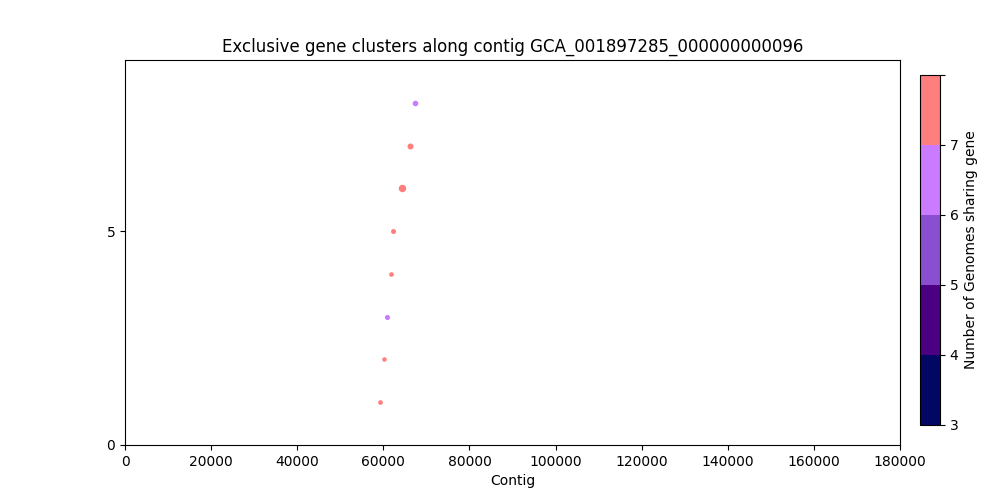 Exclusive gene clusters along contig GCA_001897285_000000000096
5
0
0 20000 40000 60000 80000 100000 120000 140000 160000 180000
Contig
7
6
5
4
3
Number of Genomes sharing gene